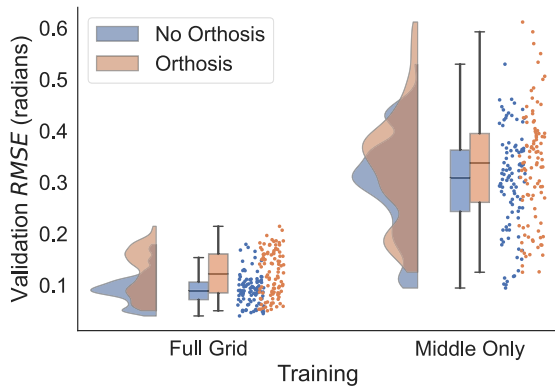 Validation RMSE (radians)
0.6
0.5
0.4
0.3
0.2
0.1
No Orthosis
Orthosis
Full Grid
Middle Only
Training